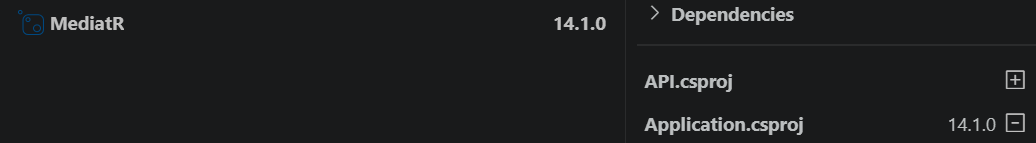 MediatR 14.1.0
Dependencies
API.csproj
Application.csproj 14.1.0